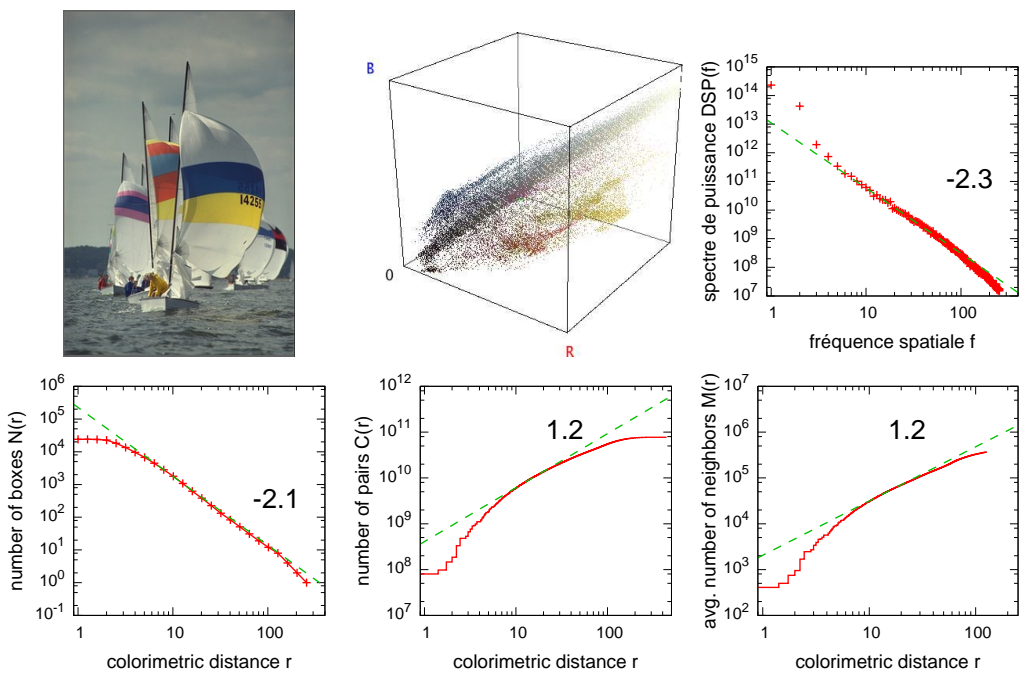 14255
B
0
R
spectre de puissance DSP(f)
10^15
10^14
10^13
10^12
10^11
10^10
10^9
10^8
10^7
-2.3
1 10 100
fréquence spatiale f
number of boxes N(r)
10^6
10^5
10^4
10^3
10^2
10^1
10^0
10^-1
-2.1
1 10 100
colorimetric distance r
number of pairs C(r)
10^12
10^11
10^10
10^9
10^8
10^7
1.2
1 10 100
colorimetric distance r
avg. number of neighbors M(r)
10^7
10^6
10^5
10^4
10^3
10^2
1.2
1 10 100
colorimetric distance r